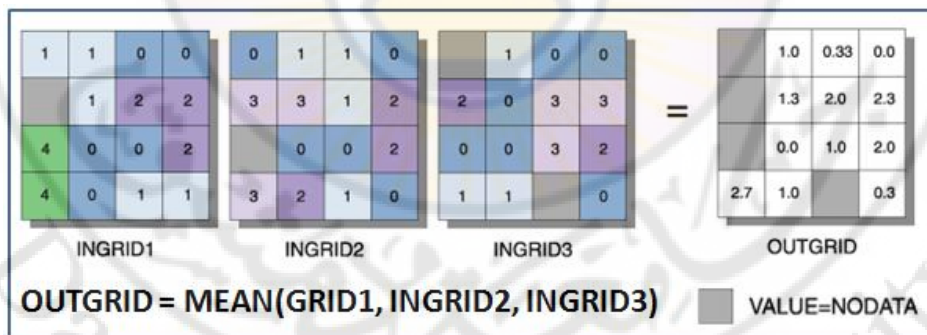 1 1 0 0 0 1 1 0 1 0 0 1.0 0.33 0.0
1 2 2 3 3 1 2 2 0 3 3 = 1.3 2.0 2.3
4 0 0 2 0 0 2 0 0 3 2 0.0 1.0 2.0
4 0 1 1 3 2 1 0 1 1 0 2.7 1.0 0.3
INGRID1 INGRID2 INGRID3 OUTGRID
OUTGRID = MEAN(GRID1, INGRID2, INGRID3) VALUE=NODATA